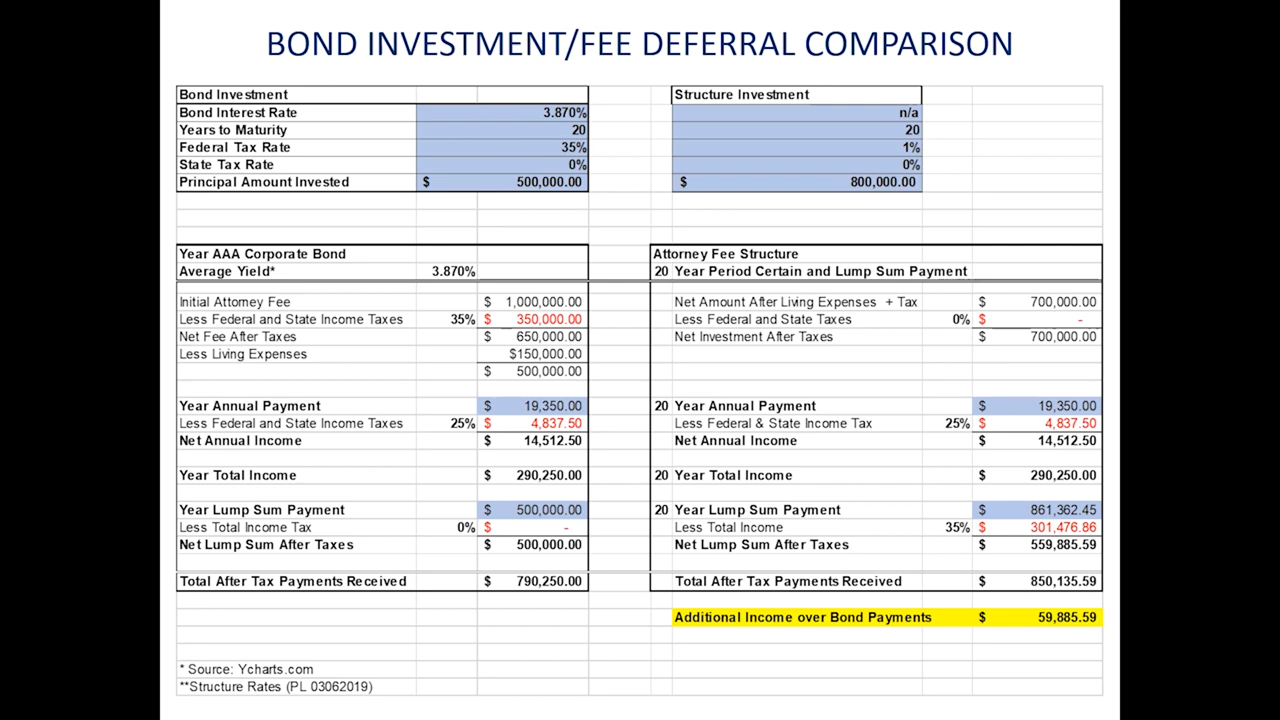 BOND INVESTMENT/FEE DEFERRAL COMPARISON
Bond Investment
Bond Interest Rate 3.870%
Years to Maturity 20
Federal Tax Rate 35%
State Tax Rate 0%
Principal Amount Invested $ 500,000.00
Structure Investment
n/a
20
1%
0%
$ 800,000.00
Year AAA Corporate Bond
Average Yield* 3.870%
Initial Attorney Fee $ 1,000,000.00
Less Federal and State Income Taxes 35% $ 350,000.00
Net Fee After Taxes $ 650,000.00
Less Living Expenses $150,000.00
$ 500,000.00
Year Annual Payment $ 19,350.00
Less Federal and State Income Taxes 25% $ 4,837.50
Net Annual Income $ 14,512.50
Year Total Income $ 290,250.00
Year Lump Sum Payment $ 500,000.00
Less Total Income Tax 0% $ -
Net Lump Sum After Taxes $ 500,000.00
Total After Tax Payments Received $ 790,250.00
Attorney Fee Structure
20 Year Period Certain and Lump Sum Payment
Net Amount After Living Expenses + Tax $ 700,000.00
Less Federal and State Taxes 0% $ -
Net Investment After Taxes $ 700,000.00
20 Year Annual Payment $ 19,350.00
Less Federal & State Income Tax 25% $ 4,837.50
Net Annual Income $ 14,512.50
20 Year Total Income $ 290,250.00
20 Year Lump Sum Payment $ 861,362.45
Less Total Income 35% $ 301,476.86
Net Lump Sum After Taxes $ 559,885.59
Total After Tax Payments Received $ 850,135.59
Additional Income over Bond Payments $ 59,885.59
* Source: Ycharts.com
**Structure Rates (PL 03062019)